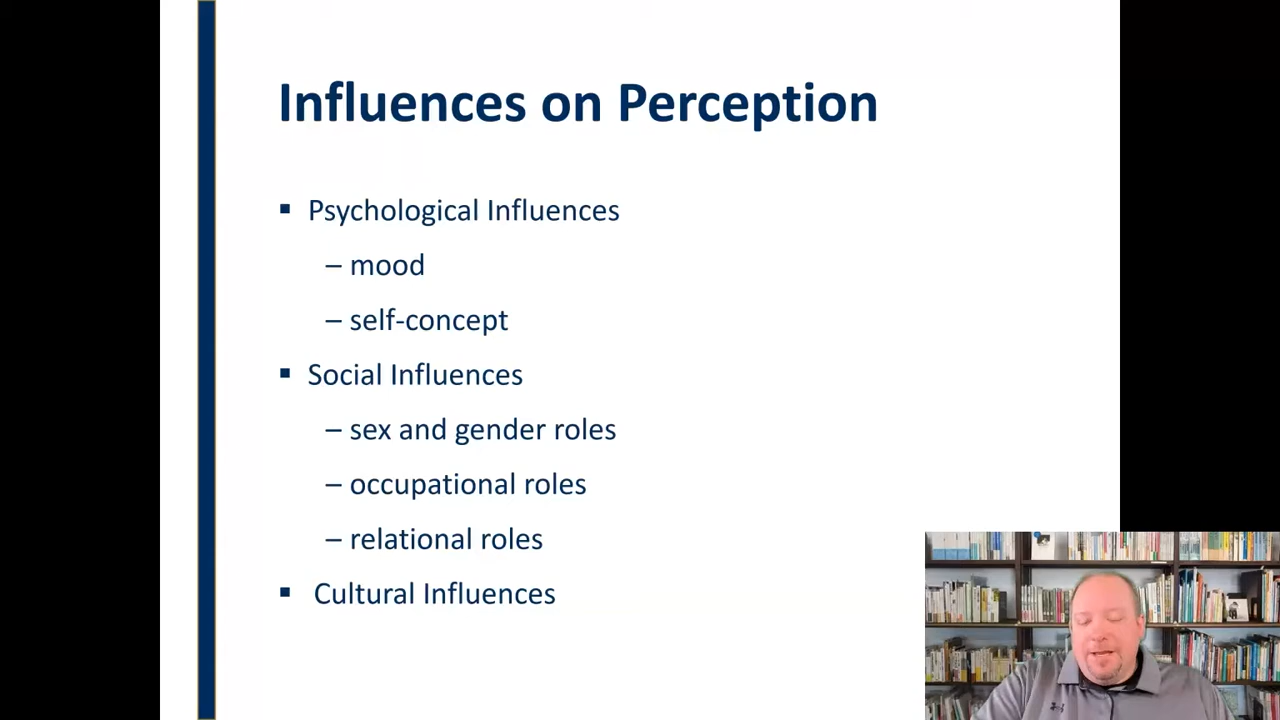 Influences on Perception
▪ Psychological Influences
– mood
– self-concept
▪ Social Influences
– sex and gender roles
– occupational roles
– relational roles
▪ Cultural Influences